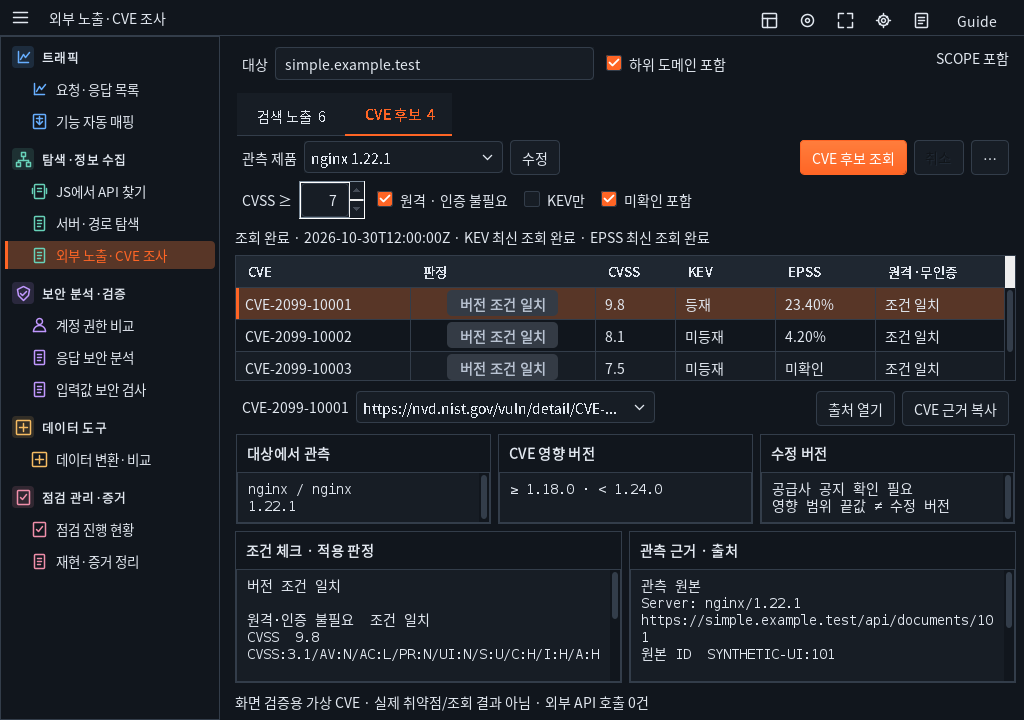 외부 노출·CVE 조사
Guide
트래픽
요청·응답 목록
기능 자동 매핑
탐색·정보 수집
JS에서 API 찾기
서버·경로 탐색
외부 노출·CVE 조사
보안 분석·검증
계정 권한 비교
응답 보안 분석
입력값 보안 검사
데이터 도구
데이터 변환·비교
점검 관리·증거
점검 진행 현황
재현·증거 정리
대상 simple.example.test 하위 도메인 포함 SCOPE 포함
검색 노출 6 CVE 후보 4
관측 제품 nginx 1.22.1 수정 CVE 후보 조회 취소 ...
CVSS ≥ 7 원격 · 인증 불필요 KEV만 미확인 포함
조회 완료 · 2026-10-30T12:00:00Z · KEV 최신 조회 완료 · EPSS 최신 조회 완료
CVE 판정 CVSS KEV EPSS 원격·무인증
CVE-2099-10001 버전 조건 일치 9.8 등재 23.40% 조건 일치
CVE-2099-10002 버전 조건 일치 8.1 미등재 4.20% 조건 일치
CVE-2099-10003 버전 조건 일치 7.5 미등재 미확인 조건 일치
CVE-2099-10001 https://nvd.nist.gov/vuln/detail/CVE-... 출처 열기 CVE 근거 복사
대상에서 관측
nginx / nginx
1.22.1
CVE 영향 버전
≥ 1.18.0 · < 1.24.0
수정 버전
공급사 공지 확인 필요
영향 범위 끝값 ≠ 수정 버전
조건 체크 · 적용 판정
버전 조건 일치
원격·인증 불필요 조건 일치
CVSS 9.8
CVSS:3.1/AV:N/AC:L/PR:N/UI:N/S:U/C:H/I:H/A:H
관측 근거 · 출처
관측 원본
Server: nginx/1.22.1
https://simple.example.test/api/documents/10
1
원본 ID SYNTHETIC-UI:101
화면 검증용 가상 CVE · 실제 취약점/조회 결과 아님 · 외부 API 호출 0건